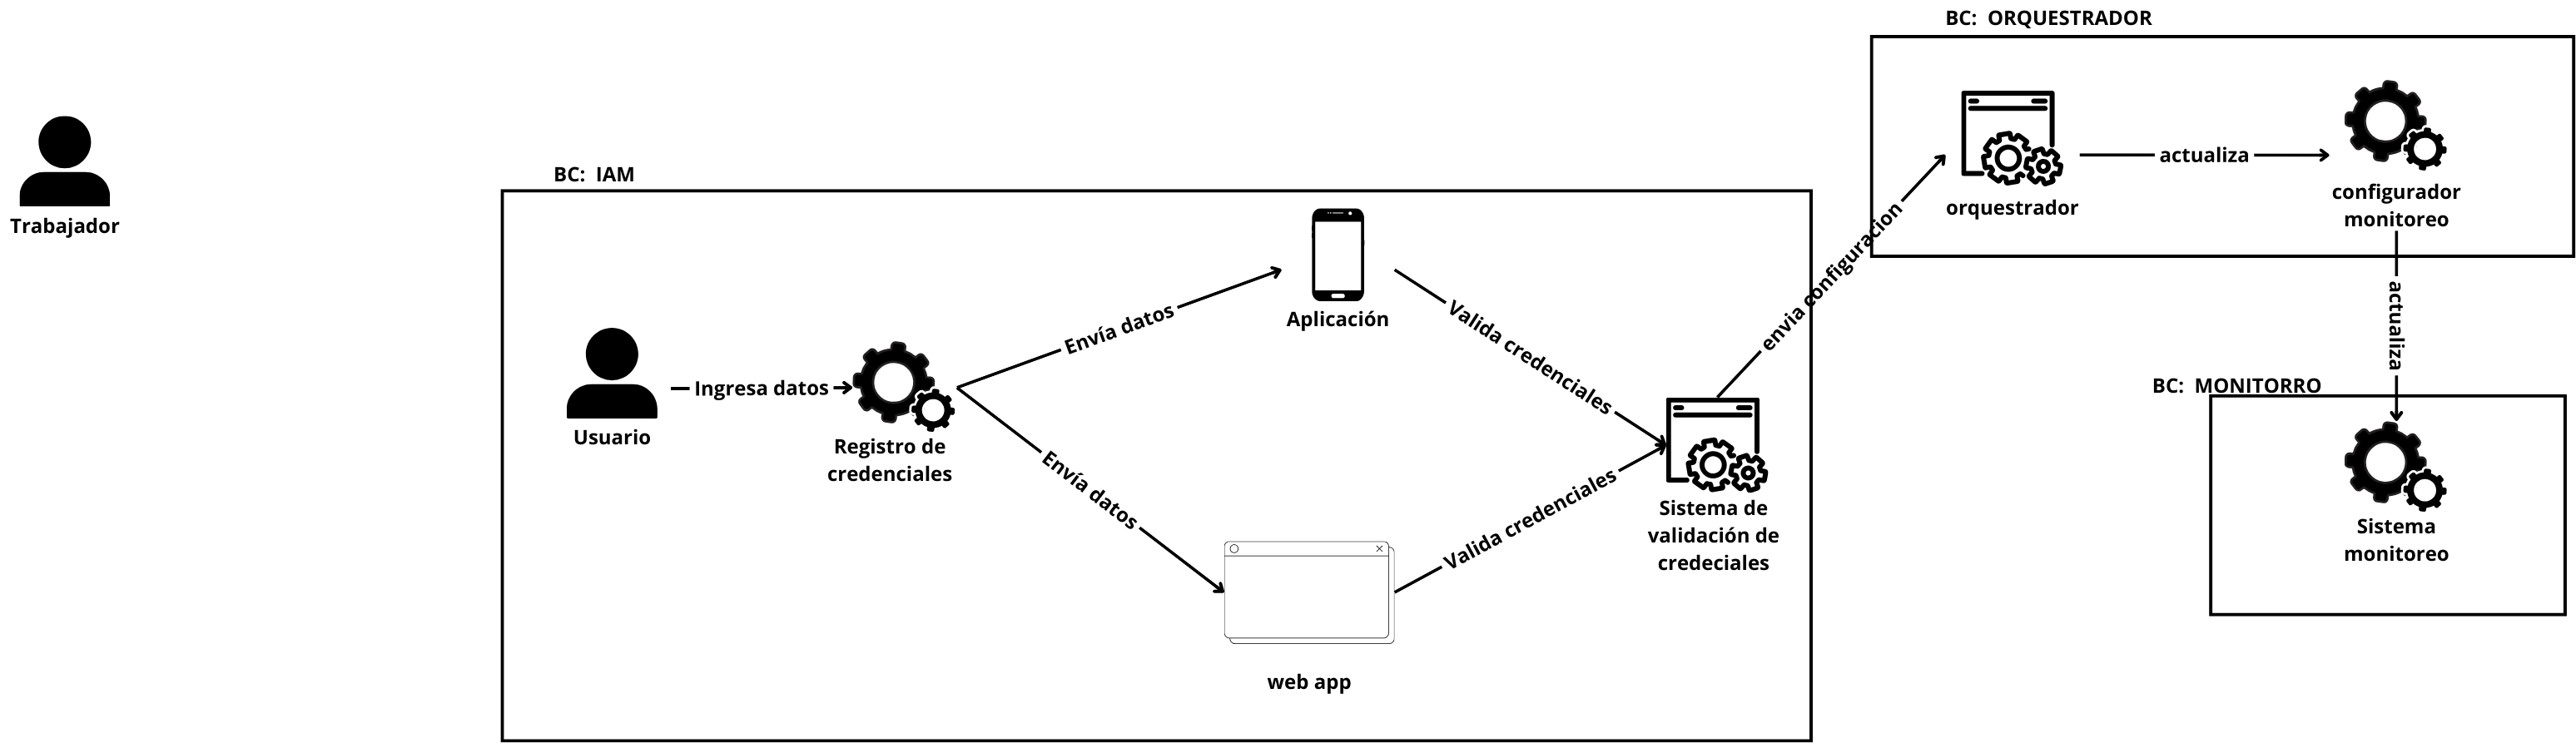 BC:  ORQUESTRADOR
Trabajador
BC:  IAM
orquestrador
actualiza
configurador
monitoreo
envia configuracion
Aplicación
Envía datos
Valida credenciales
Usuario
Ingresa datos
Registro de
credenciales
Envía datos
Valida credenciales
web app
Sistema de
validación de
credeciales
actualiza
BC:  MONITORRO
Sistema
monitoreo